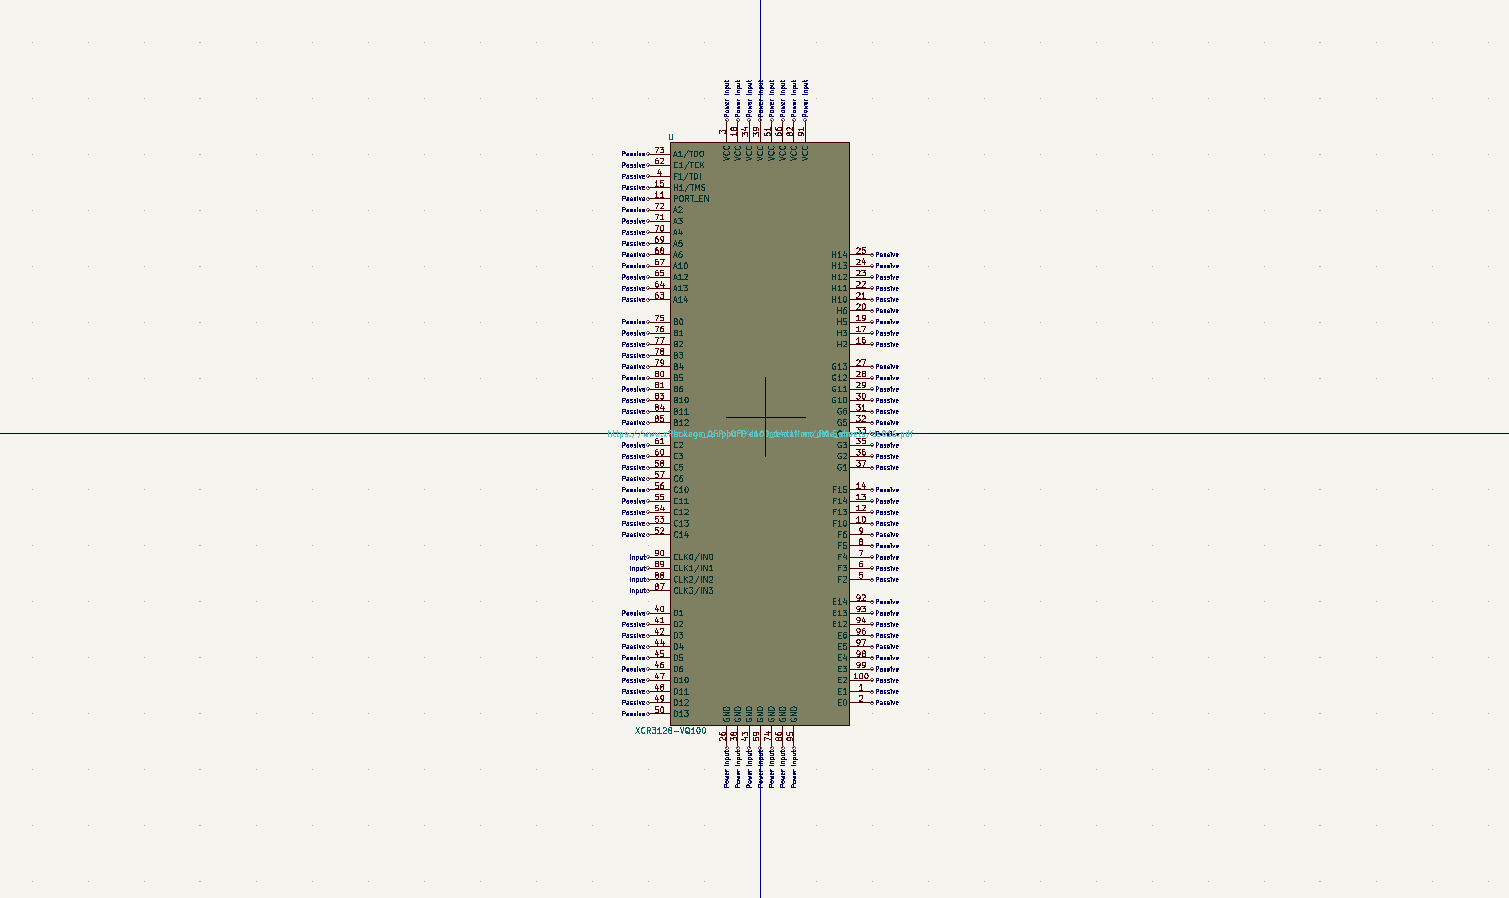 Power Input Power Input Power Input Power Input Power Input Power Input Power Input Power Input
3 18 34 39 51 66 82 91
VCC VCC VCC VCC VCC VCC VCC VCC
U
Passive 73 A1/TDO
Passive 62 C1/TCK
Passive 4 F1/TDI
Passive 15 H1/TMS
Passive 11 PORT_EN
Passive 72 A2
Passive 71 A3
Passive 70 A4
Passive 69 A5
Passive 68 A6
Passive 67 A10
Passive 65 A12
Passive 64 A13
Passive 63 A14
Passive 75 B0
Passive 76 B1
Passive 77 B2
Passive 78 B3
Passive 79 B4
Passive 80 B5
Passive 81 B6
Passive 83 B10
Passive 84 B11
Passive 85 B12
Passive 61 C2
Passive 60 C3
Passive 58 C5
Passive 57 C6
Passive 56 C10
Passive 55 C11
Passive 54 C12
Passive 53 C13
Passive 52 C14
Input 90 CLK0/IN0
Input 89 CLK1/IN1
Input 88 CLK2/IN2
Input 87 CLK3/IN3
Passive 40 D1
Passive 41 D2
Passive 42 D3
Passive 44 D4
Passive 45 D5
Passive 46 D6
Passive 47 D10
Passive 48 D11
Passive 49 D12
Passive 50 D13
H14 25 Passive
H13 24 Passive
H12 23 Passive
H11 22 Passive
H10 21 Passive
H6 20 Passive
H5 19 Passive
H3 17 Passive
H2 16 Passive
G13 27 Passive
G12 28 Passive
G11 29 Passive
G10 30 Passive
G6 31 Passive
G5 32 Passive
33
G3 35 Passive
G2 36 Passive
G1 37 Passive
F15 14 Passive
F14 13 Passive
F13 12 Passive
F10 10 Passive
F6 9 Passive
F5 8 Passive
F4 7 Passive
F3 6 Passive
F2 5 Passive
E14 92 Passive
E13 93 Passive
E12 94 Passive
E6 96 Passive
E5 97 Passive
E4 98 Passive
E3 99 Passive
E2 100 Passive
E1 1 Passive
E0 2 Passive
GND GND GND GND GND GND GND
XCR3128-VQ100
26 38 43 59 74 86 95
Power Input Power Input Power Input Power Input Power Input Power Input Power Input